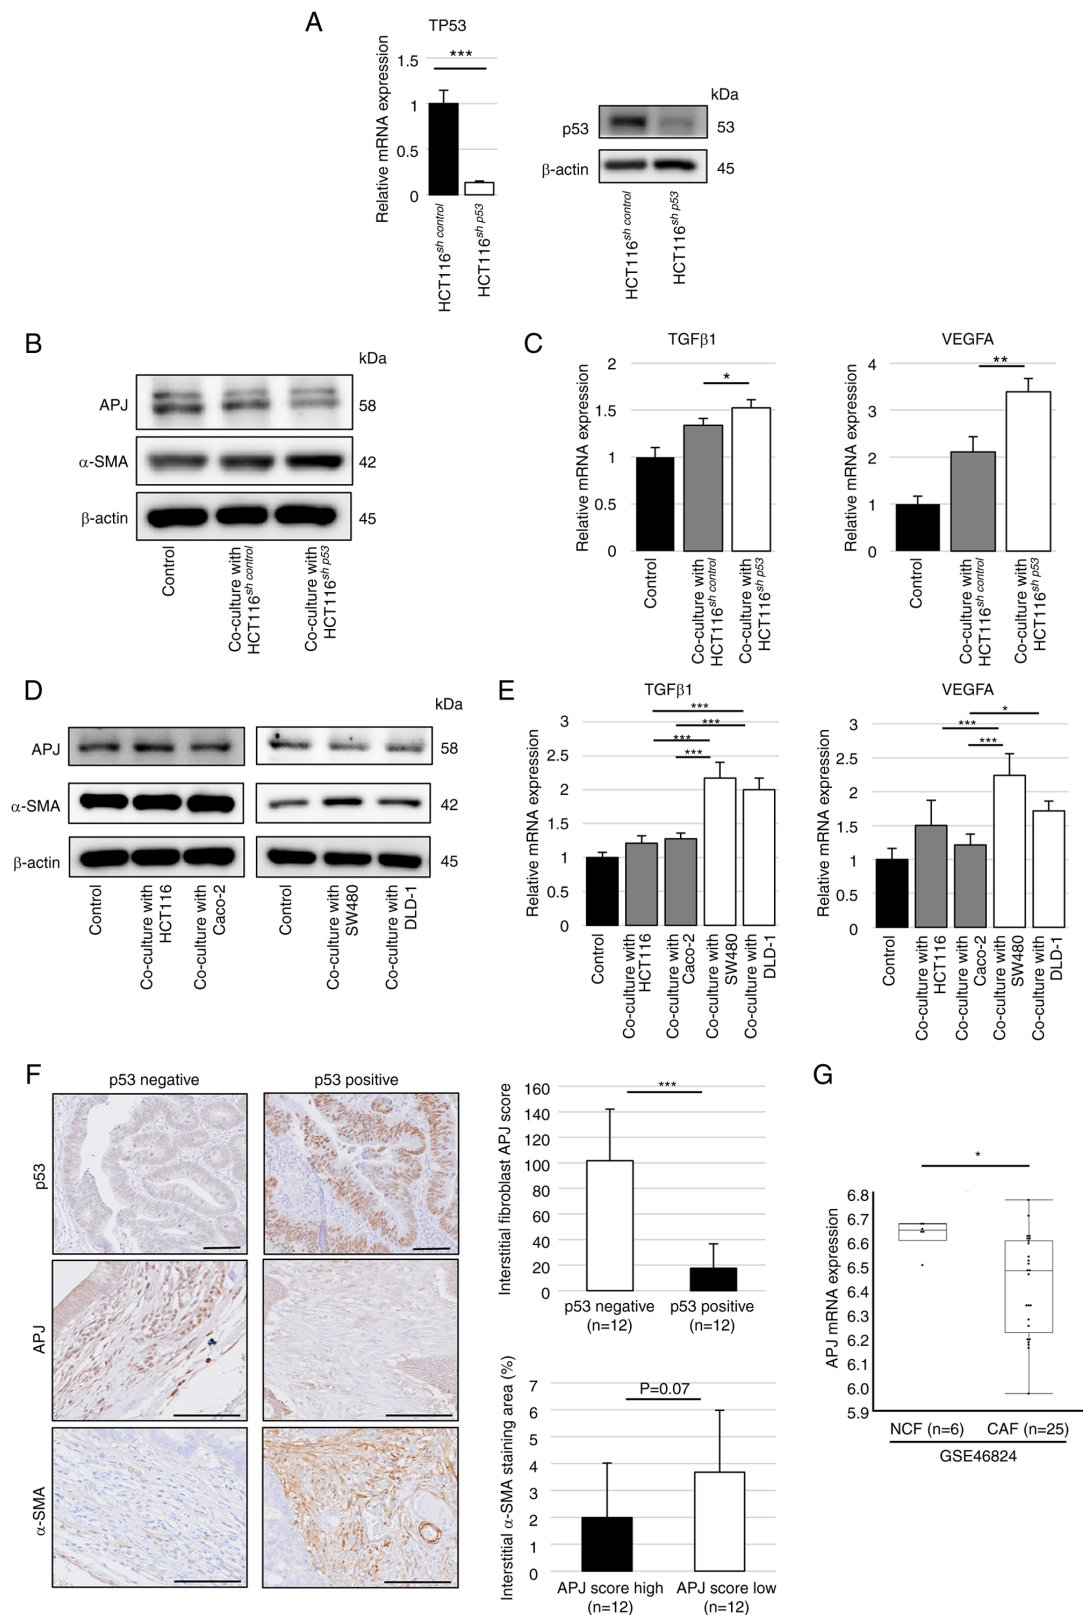 A
TP53
Relative mRNA expression
1.5
1
0.5
0
***
HCT116sh control
HCT116sh p53
kDa
p53
53
β-actin
45
HCT116sh control
HCT116sh p53
B
kDa
APJ
58
α-SMA
42
β-actin
45
Control
Co-culture with
HCT116sh control
Co-culture with
HCT116sh p53
C
TGFβ1
Relative mRNA expression
2
1.5
1
0.5
0
*
Control
Co-culture with
HCT116sh control
Co-culture with
HCT116sh p53
VEGFA
Relative mRNA expression
4
3
2
1
0
**
Control
Co-culture with
HCT116sh control
Co-culture with
HCT116sh p53
D
kDa
APJ
58
α-SMA
42
β-actin
45
Control
Co-culture with
HCT116
Co-culture with
Caco-2
Control
Co-culture with
SW480
Co-culture with
DLD-1
E
TGFβ1
Relative mRNA expression
3
2.5
2
1.5
1
0.5
0
***
***
***
***
Control
Co-culture with
HCT116
Co-culture with
Caco-2
Co-culture with
SW480
Co-culture with
DLD-1
VEGFA
Relative mRNA expression
3
2.5
2
1.5
1
0.5
0
*
***
***
Control
Co-culture with
HCT116
Co-culture with
Caco-2
Co-culture with
SW480
Co-culture with
DLD-1
F
p53 negative
p53 positive
p53
APJ
α-SMA
Interstitial fibroblast APJ score
160
140
120
100
80
60
40
20
0
***
p53 negative
(n=12)
p53 positive
(n=12)
Interstitial α-SMA staining area (%)
7
6
5
4
3
2
1
0
P=0.07
APJ score high
(n=12)
APJ score low
(n=12)
G
*
APJ mRNA expression
6.8
6.7
6.6
6.5
6.4
6.3
6.2
6.1
6.0
5.9
NCF (n=6)
CAF (n=25)
GSE46824